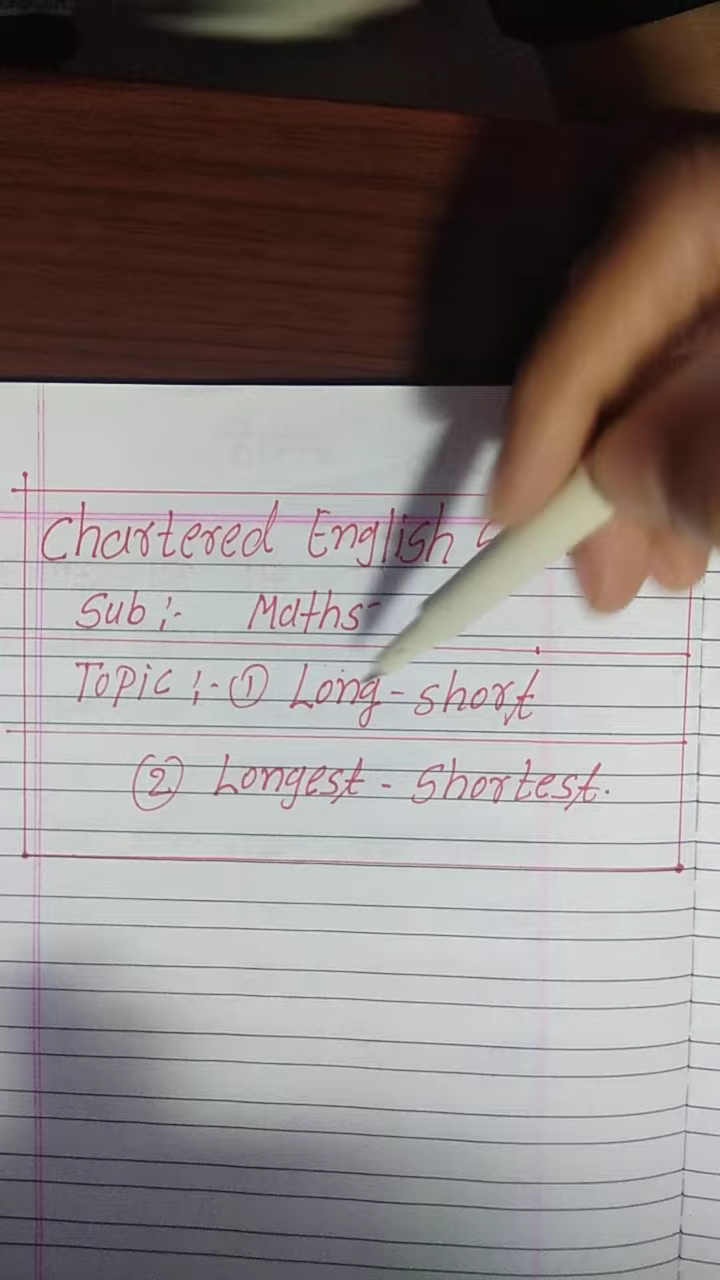 Chartered English
Sub :- Maths
Topic :- ① Long - short
② Longest - Shortest.